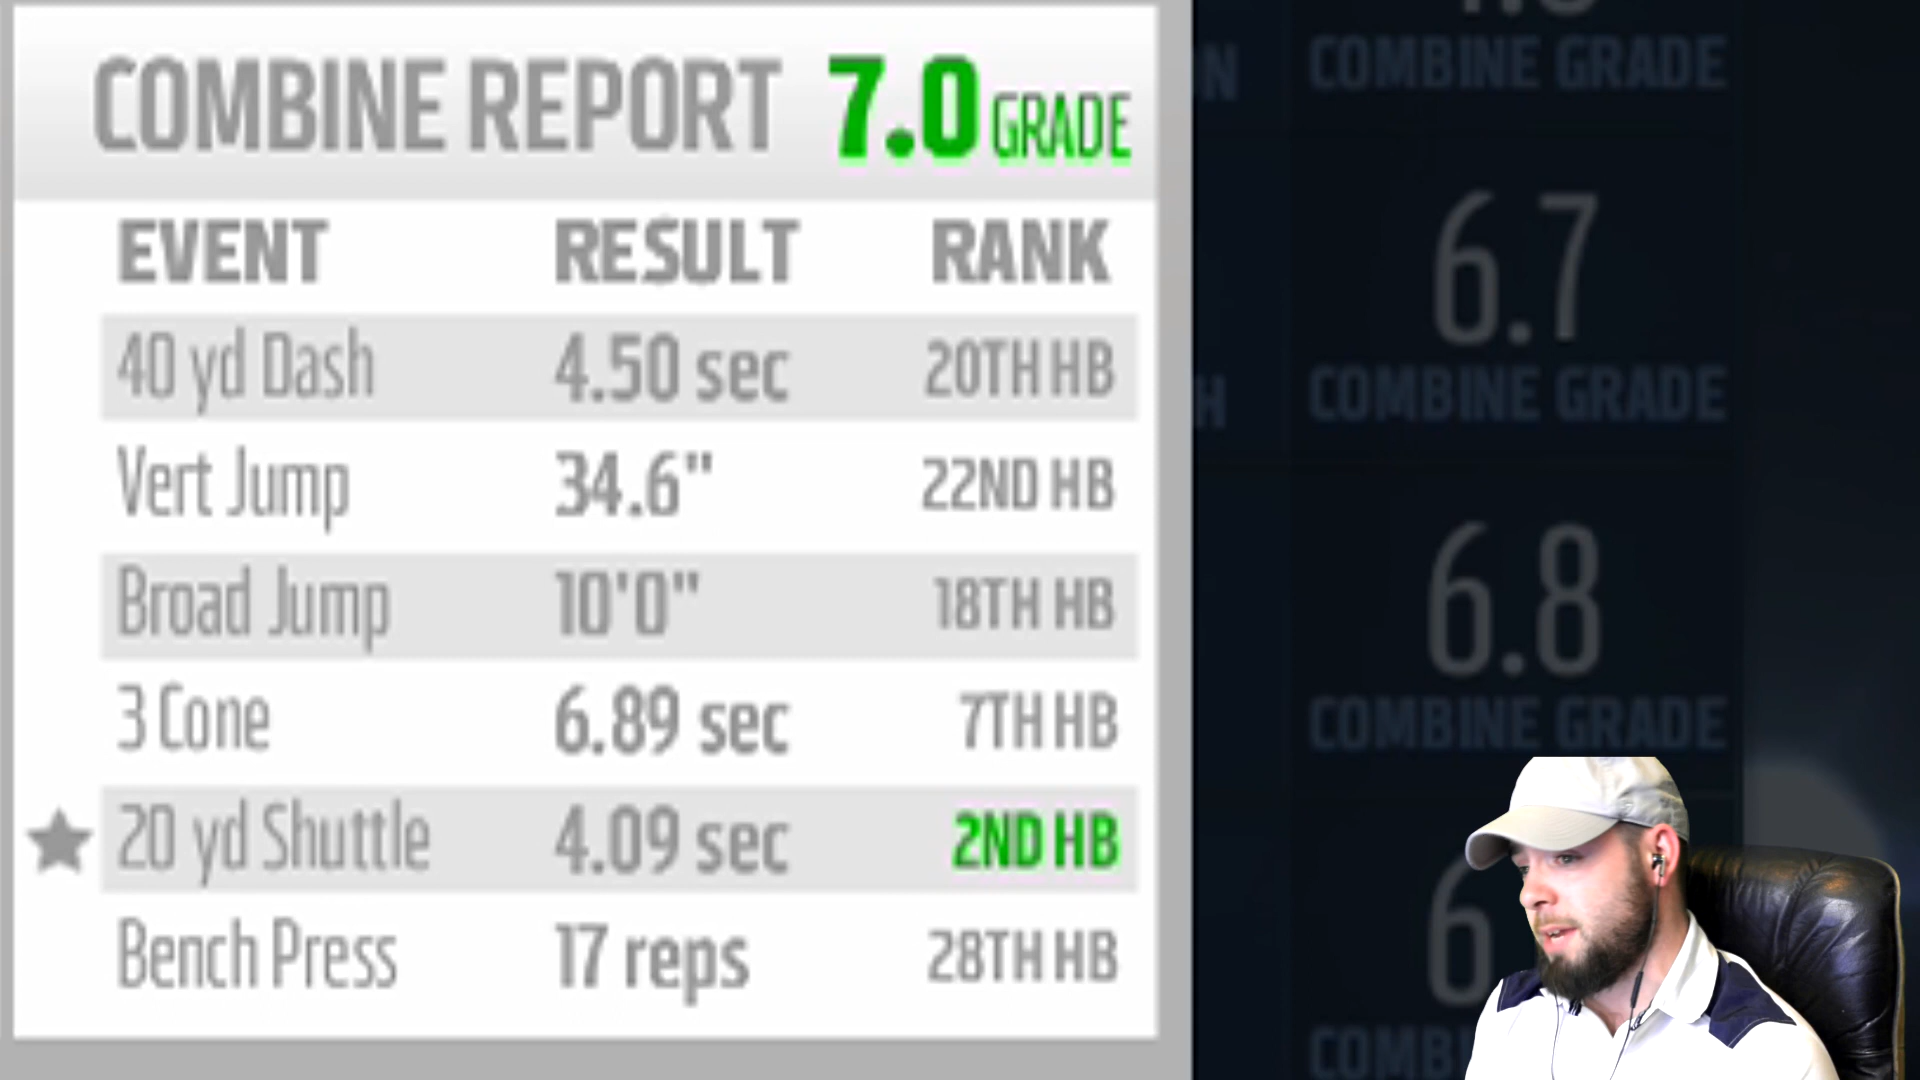 COMBINE REPORT 7.0 GRADE
EVENT RESULT RANK
40 yd Dash 4.50 sec 20TH HB
Vert Jump 34.6" 22ND HB
Broad Jump 10'0" 18TH HB
3 Cone 6.89 sec 7TH HB
20 yd Shuttle 4.09 sec 2ND HB
Bench Press 17 reps 28TH HB
COMBINE GRADE
6.7
COMBINE GRADE
6.8
COMBINE GRADE